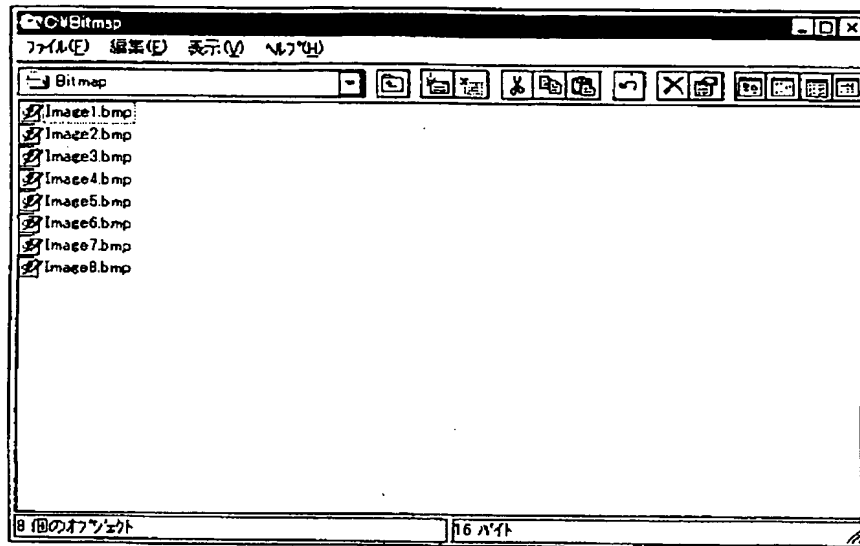 C:¥Bitmap
ﾌｧｲﾙ(F) 編集(E) 表示(V) ﾍﾙﾌﾟ(H)
Bitmap
Image1.bmp
Image2.bmp
Image3.bmp
Image4.bmp
Image5.bmp
Image6.bmp
Image7.bmp
Image8.bmp
8 個のｵﾌﾞｼﾞｪｸﾄ
16 ﾊﾞｲﾄ